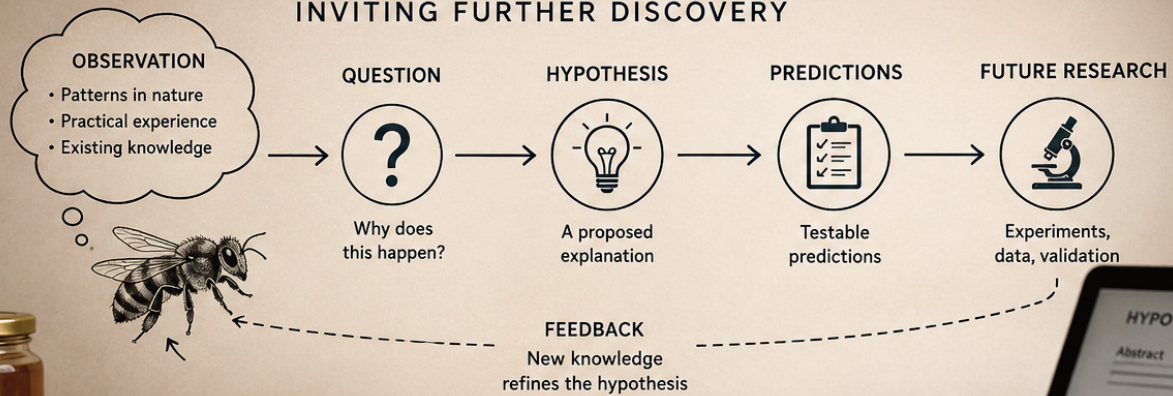 INVITING FURTHER DISCOVERY
OBSERVATION
• Patterns in nature
• Practical experience
• Existing knowledge
QUESTION
?
Why does
this happen?
HYPOTHESIS
A proposed
explanation
PREDICTIONS
Testable
predictions
FUTURE RESEARCH
Experiments,
data, validation
FEEDBACK
New knowledge
refines the hypothesis
HYPO
Abstract